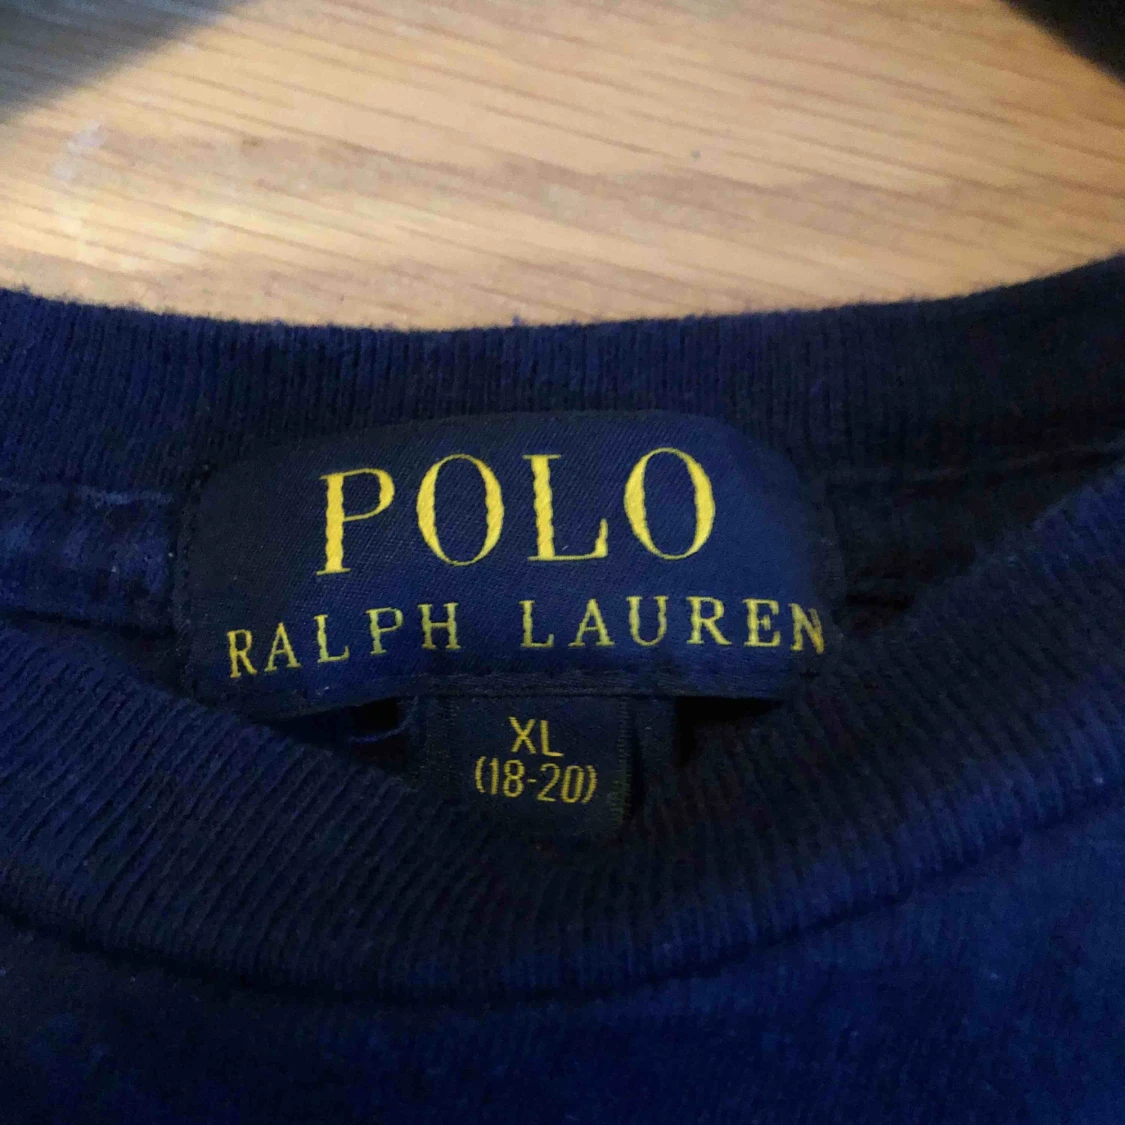 POLO
RALPH LAUREN
XL
(18-20)